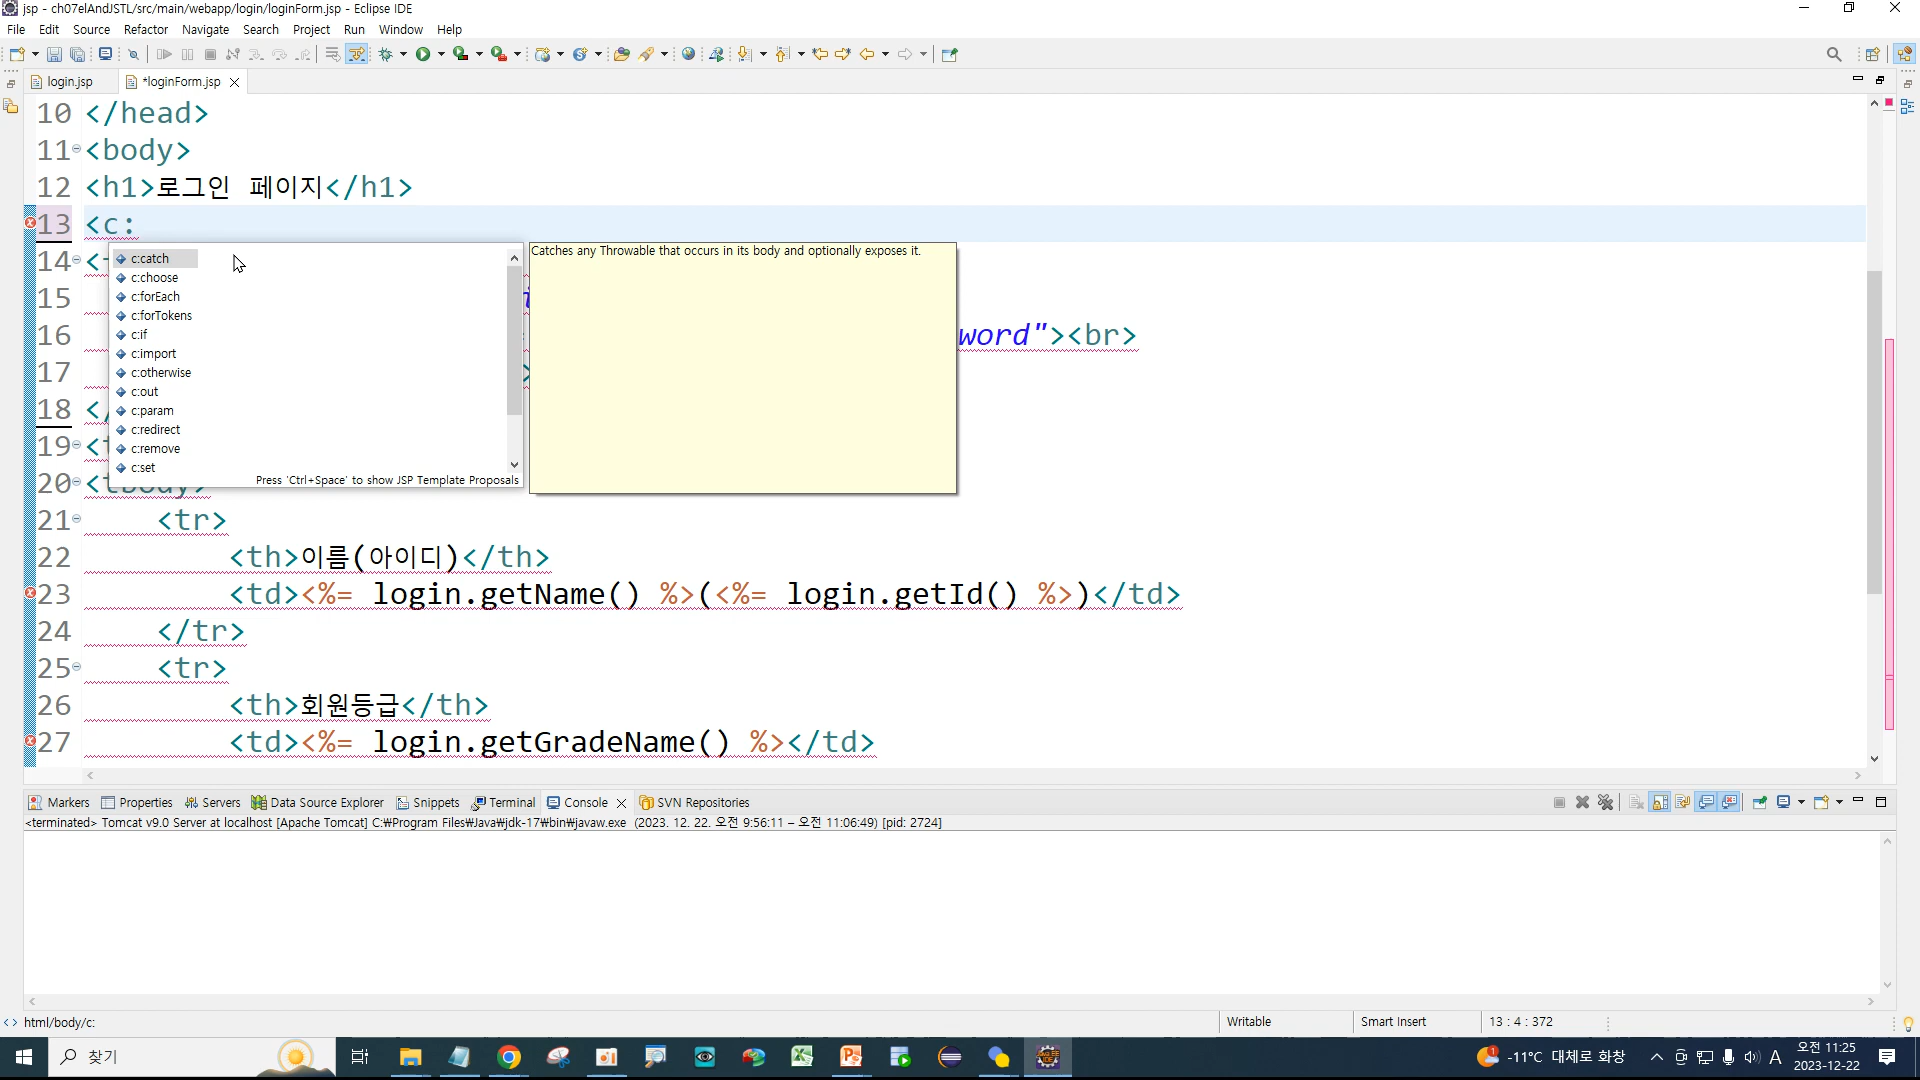 jsp - ch07elAndJSTL/src/main/webapp/login/loginForm.jsp - Eclipse IDE
File Edit Source Refactor Navigate Search Project Run Window Help
login.jsp *loginForm.jsp
10 </head>
11 <body>
12 <h1>로그인 페이지</h1>
13 <c:
c:catch
c:choose
c:forEach
c:forTokens
c:if
c:import
c:otherwise
c:out
c:param
c:redirect
c:remove
c:set
Press 'Ctrl+Space' to show JSP Template Proposals
Catches any Throwable that occurs in its body and optionally exposes it.
14 <
15
16 word"><br>
17 >
18 </
19 <
20 <tbody>
21 <tr>
22 <th>이름(아이디)</th>
23 <td><%= login.getName() %>(<%= login.getId() %>)</td>
24 </tr>
25 <tr>
26 <th>회원등급</th>
27 <td><%= login.getGradeName() %></td>
Markers Properties Servers Data Source Explorer Snippets Terminal Console SVN Repositories
<terminated> Tomcat v9.0 Server at localhost [Apache Tomcat] C:₩Program Files₩Java₩jdk-17₩bin₩javaw.exe (2023. 12. 22. 오전 9:56:11 – 오전 11:06:49) [pid: 2724]
html/body/c: Writable Smart Insert 13 : 4 : 372
찾기 -11°C 대체로 화창 A 오전 11:25
2023-12-22